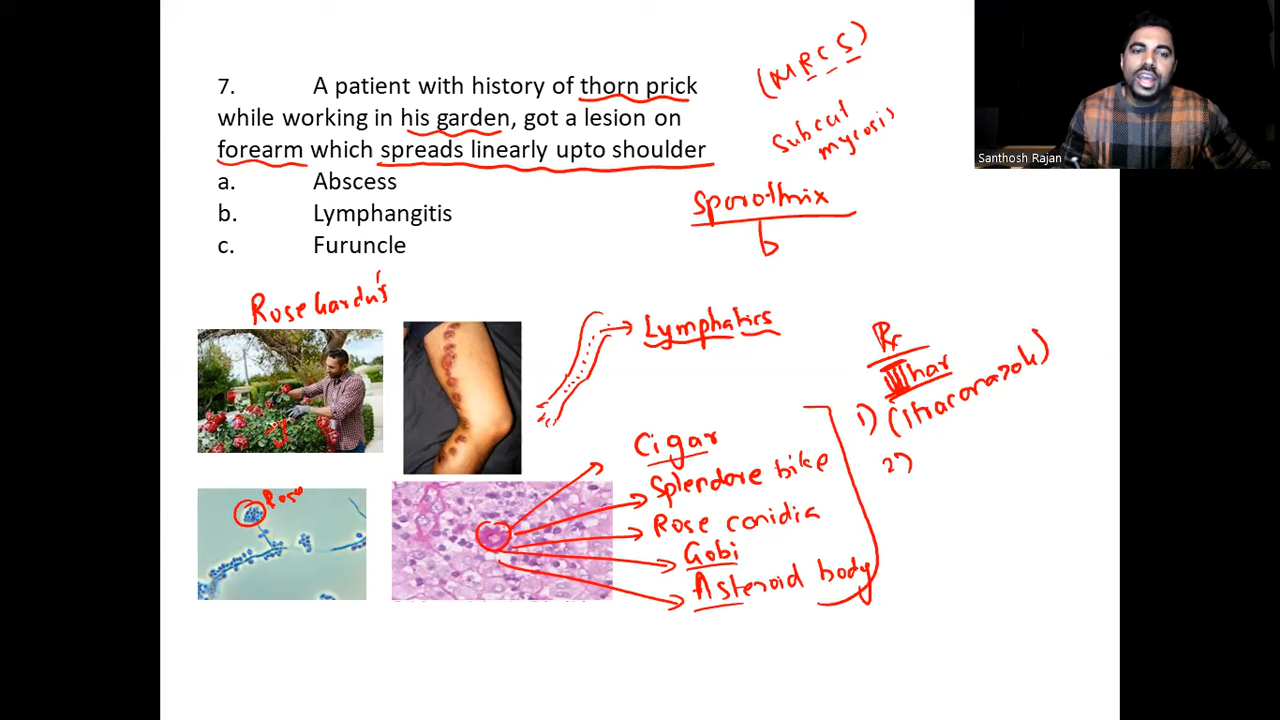 7. A patient with history of thorn prick
while working in his garden, got a lesion on
forearm which spreads linearly upto shoulder
a. Abscess
b. Lymphangitis
c. Furuncle
(MRCS)
Subcut
mycosis
Sporothrix
b
Santhosh Rajan
Rose
Lymphatics
Rose
Cigar
Splendore
Rose conidia
Gobi
Asteroid body
Rx
1) (Itraconazole)
2)